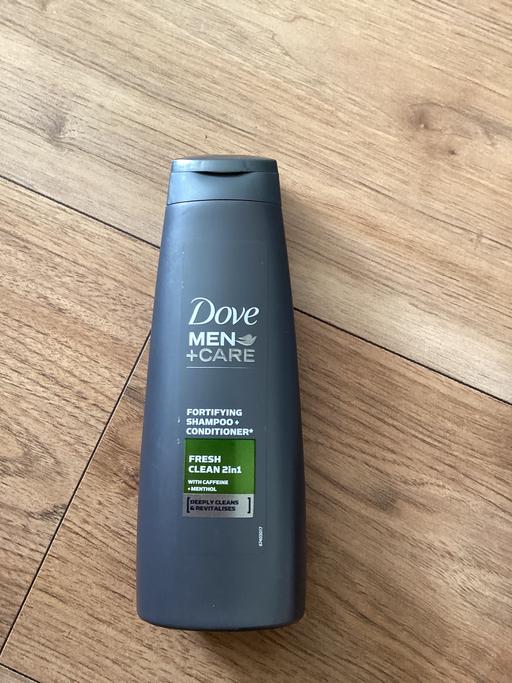 Dove
MEN
+CARE
FORTIFYING
SHAMPOO+
CONDITIONER*
FRESH
CLEAN 2in1
WITH CAFFEINE
+MENTHOL
DEEPLY CLEANS
& REVITALISES